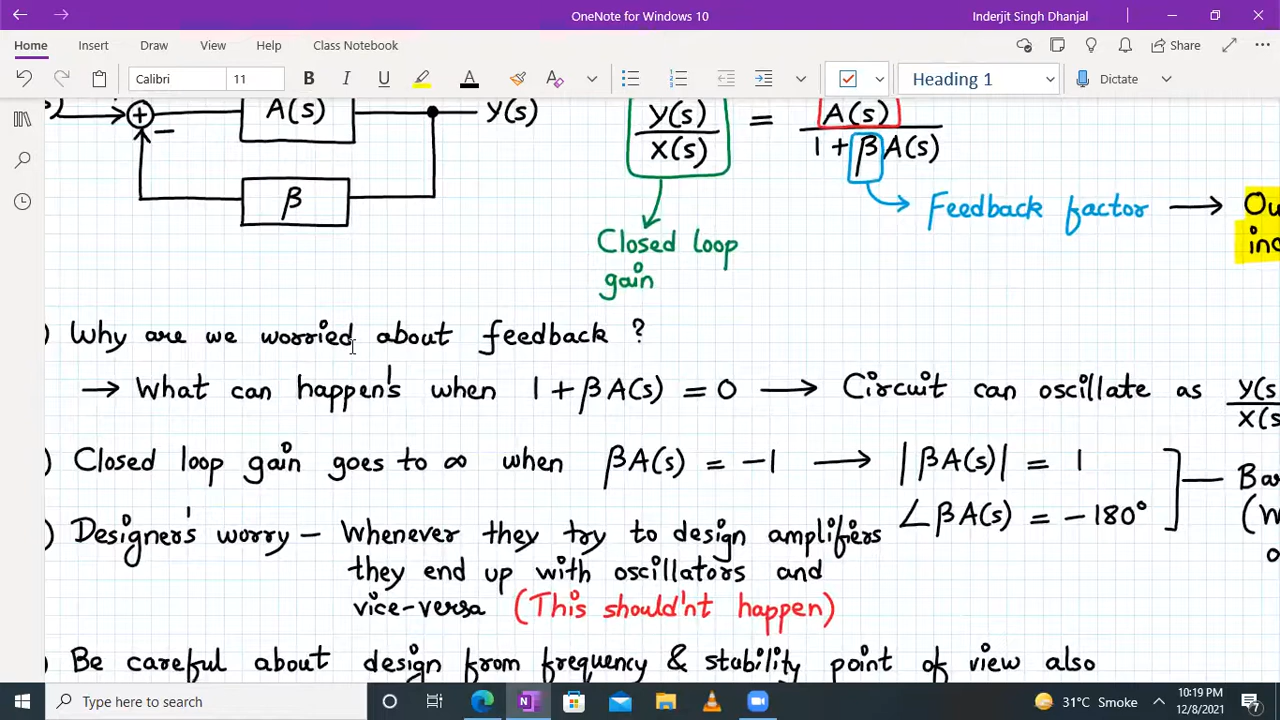 OneNote for Windows 10
Inderjit Singh Dhanjal
Home Insert Draw View Help Class Notebook
Share
Calibri 11 B I U A Heading 1 Dictate
+ − A(s) Y(s)
β
Y(s)/X(s) = A(s)/1 + βA(s)
Feedback factor →
Closed loop
gain
) Why are we worried about feedback ?
→ What can happen's when 1 + βA(s) = 0 → Circuit can oscillate as Y(s
X(s
) Closed loop gain goes to ∞ when βA(s) = -1 → |βA(s)| = 1
∠βA(s) = -180°
) Designer's worry – Whenever they try to design amplifiers
they end up with oscillators and
vice-versa (This should'nt happen)
) Be careful about design from frequency & stability point of view also
Type here to search
31°C Smoke
10:19 PM
12/8/2021
7